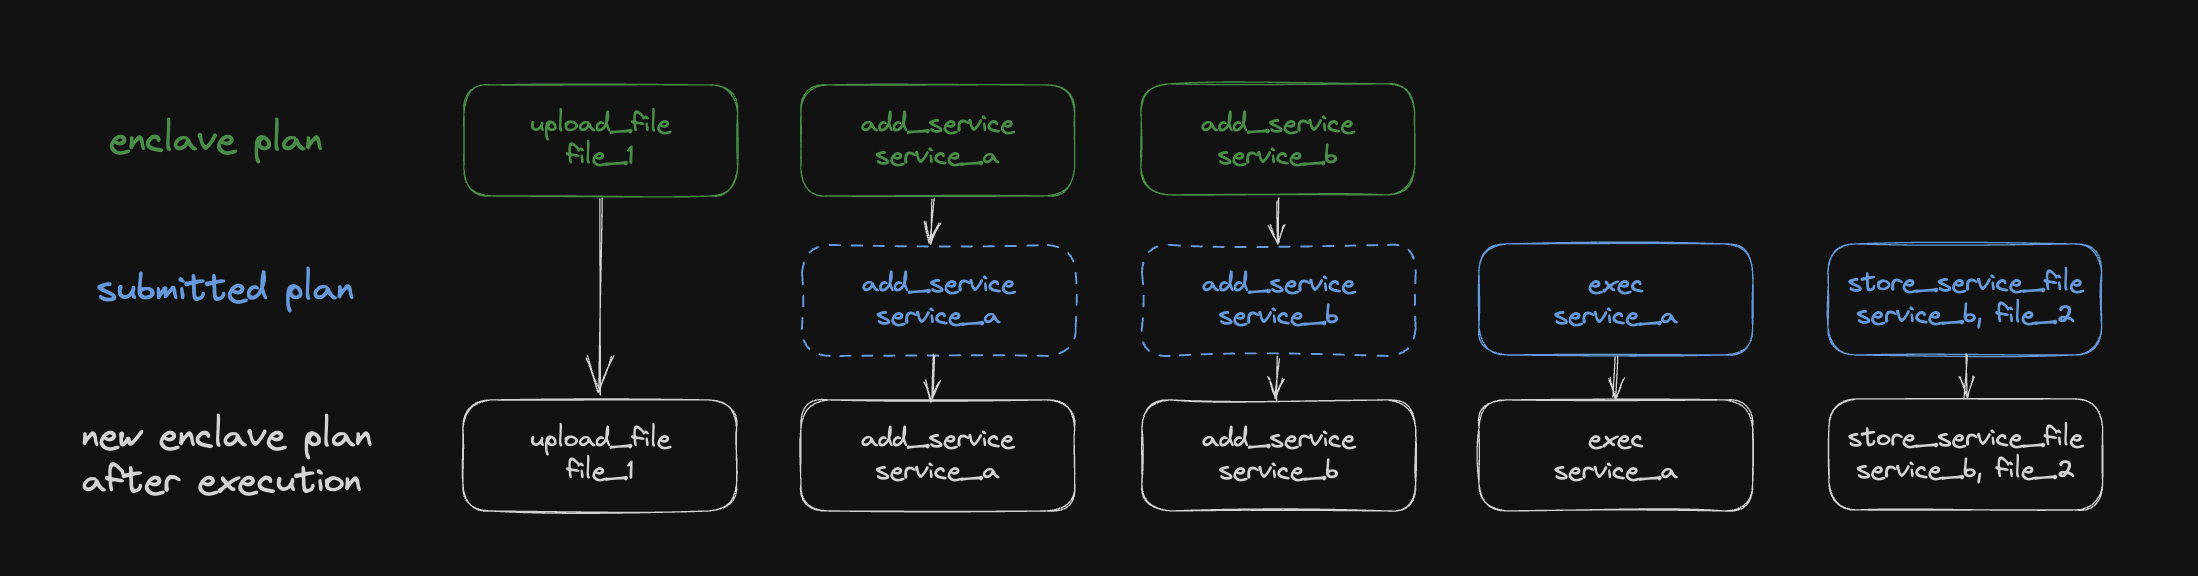 enclave plan
upload_file
file_1
add_service
service_a
add_service
service_b
submitted plan
add_service
service_a
add_service
service_b
exec
service_a
store_service_file
service_b, file_2
new enclave plan
after execution
upload_file
file_1
add_service
service_a
add_service
service_b
exec
service_a
store_service_file
service_b, file_2